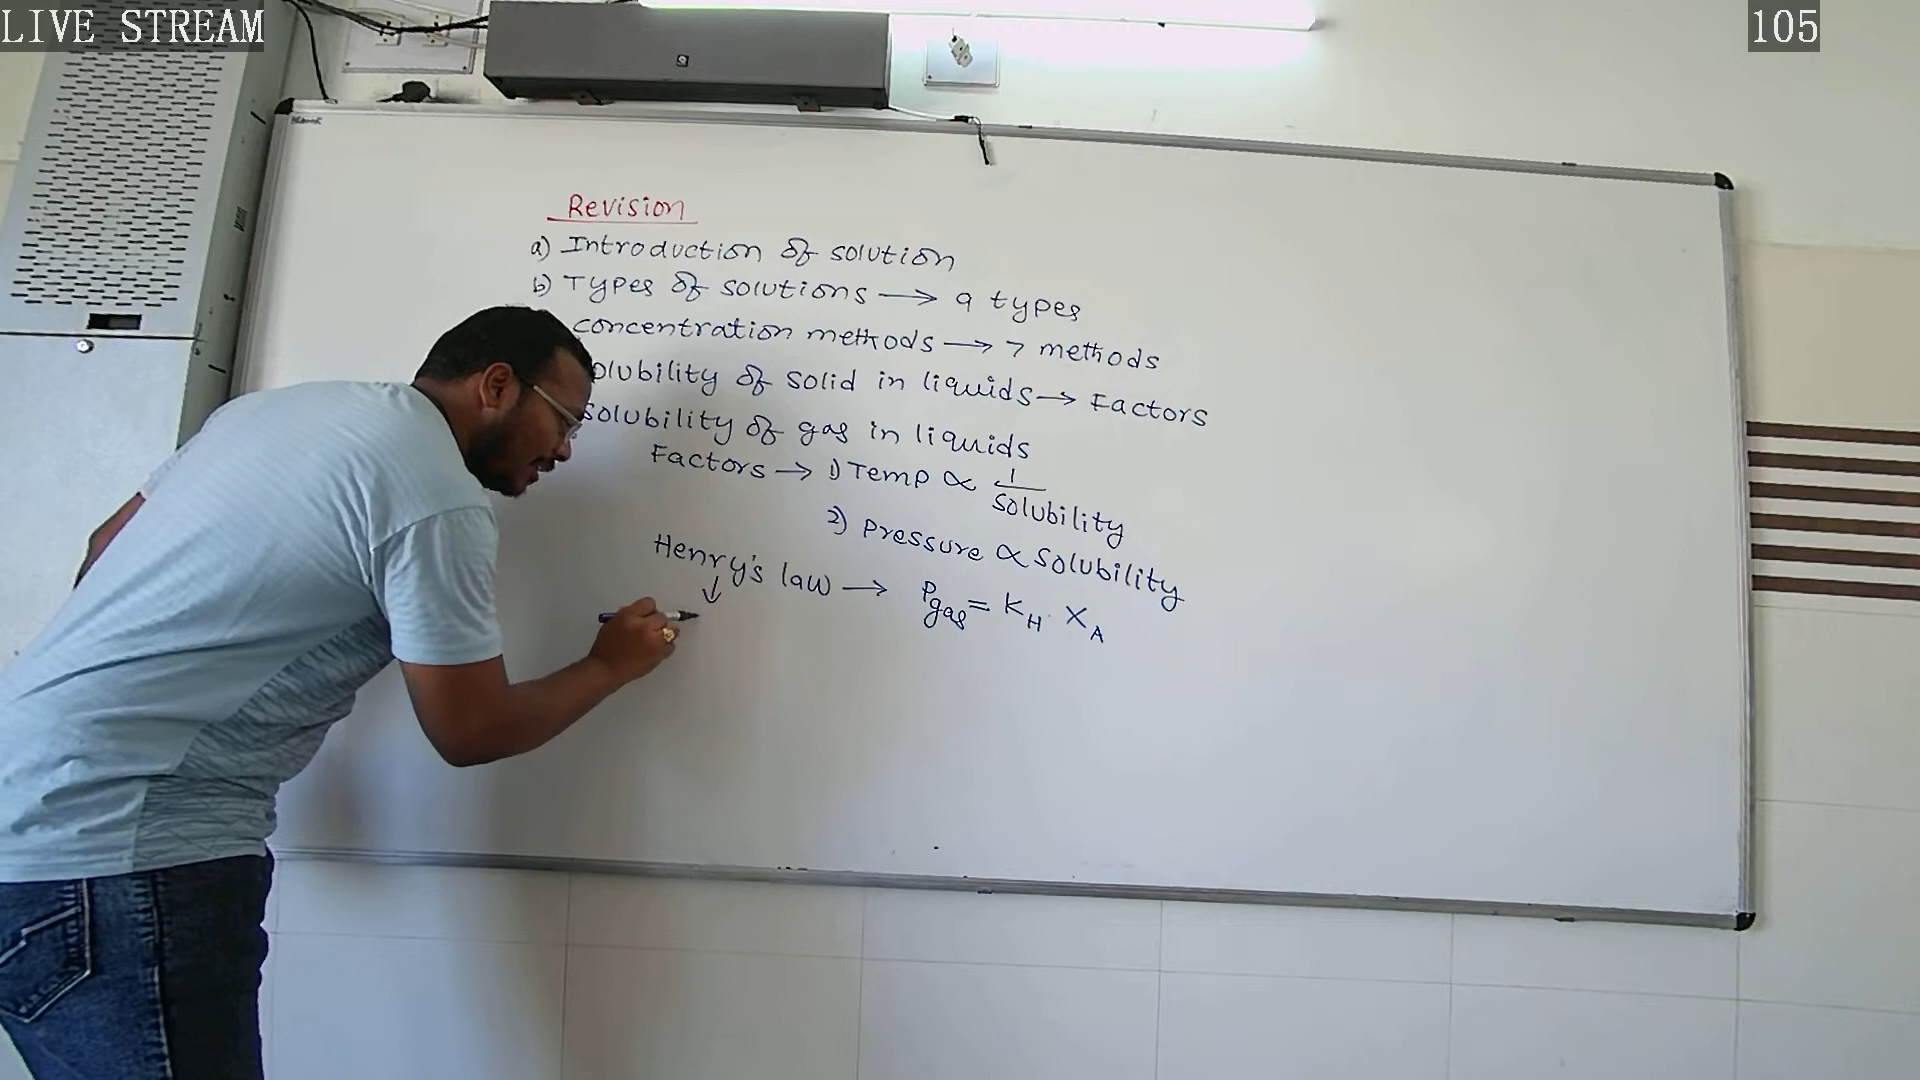 LIVE STREAM
105
Revision
a) Introduction of solution
b) Types of solutions → 9 types
concentration methods → 7 methods
olubility of solid in liquids → Factors
solubility of gas in liquids
Factors → 1) Temp ∝ 1/solubility
2) pressure ∝ solubility
Henry's law → Pgas = KH · XA
↓